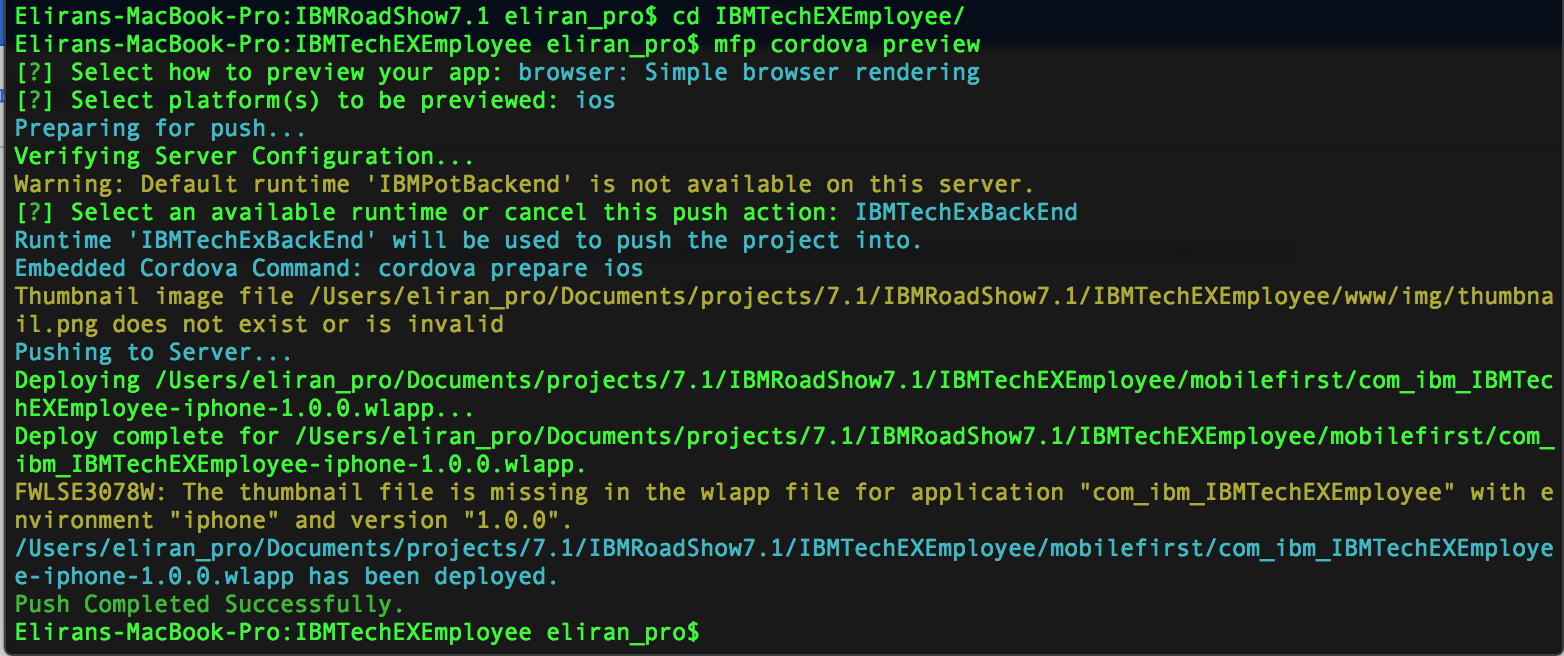 Elirans-MacBook-Pro:IBMRoadShow7.1 eliran_pro$ cd IBMTechEXEmployee/
Elirans-MacBook-Pro:IBMTechEXEmployee eliran_pro$ mfp cordova preview
[?] Select how to preview your app: browser: Simple browser rendering
[?] Select platform(s) to be previewed: ios
Preparing for push...
Verifying Server Configuration...
Warning: Default runtime 'IBMPotBackend' is not available on this server.
[?] Select an available runtime or cancel this push action: IBMTechExBackEnd
Runtime 'IBMTechExBackEnd' will be used to push the project into.
Embedded Cordova Command: cordova prepare ios
Thumbnail image file /Users/eliran_pro/Documents/projects/7.1/IBMRoadShow7.1/IBMTechEXEmployee/www/img/thumbna
il.png does not exist or is invalid
Pushing to Server...
Deploying /Users/eliran_pro/Documents/projects/7.1/IBMRoadShow7.1/IBMTechEXEmployee/mobilefirst/com_ibm_IBMTec
hEXEmployee-iphone-1.0.0.wlapp...
Deploy complete for /Users/eliran_pro/Documents/projects/7.1/IBMRoadShow7.1/IBMTechEXEmployee/mobilefirst/com_
ibm_IBMTechEXEmployee-iphone-1.0.0.wlapp.
FWLSE3078W: The thumbnail file is missing in the wlapp file for application "com_ibm_IBMTechEXEmployee" with e
nvironment "iphone" and version "1.0.0".
/Users/eliran_pro/Documents/projects/7.1/IBMRoadShow7.1/IBMTechEXEmployee/mobilefirst/com_ibm_IBMTechEXEmploye
e-iphone-1.0.0.wlapp has been deployed.
Push Completed Successfully.
Elirans-MacBook-Pro:IBMTechEXEmployee eliran_pro$